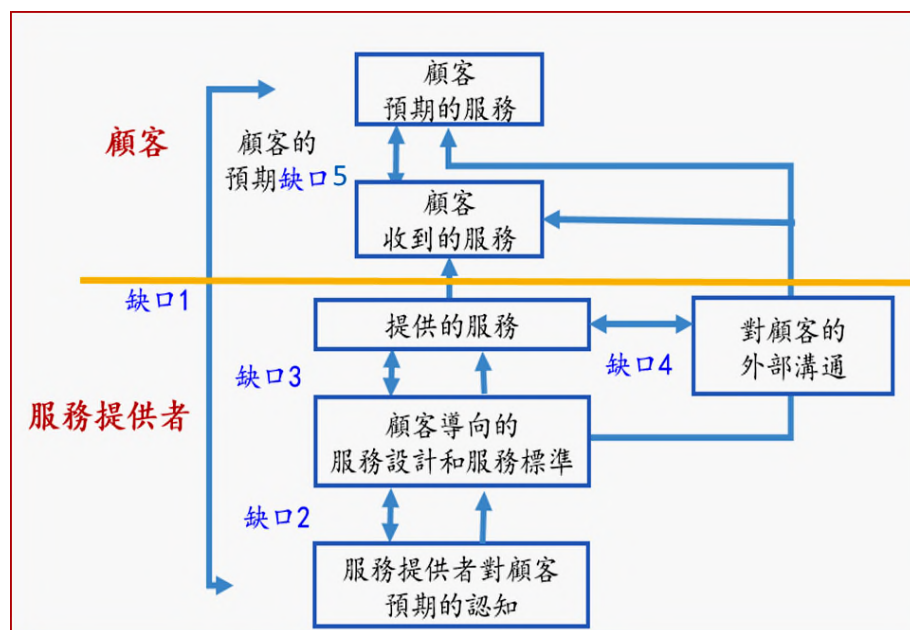 顧客
預期的服務
顧客
顧客的
預期缺口5
顧客
收到的服務
缺口1
提供的服務
對顧客的
外部溝通
缺口3
缺口4
服務提供者
顧客導向的
服務設計和服務標準
缺口2
服務提供者對顧客
預期的認知